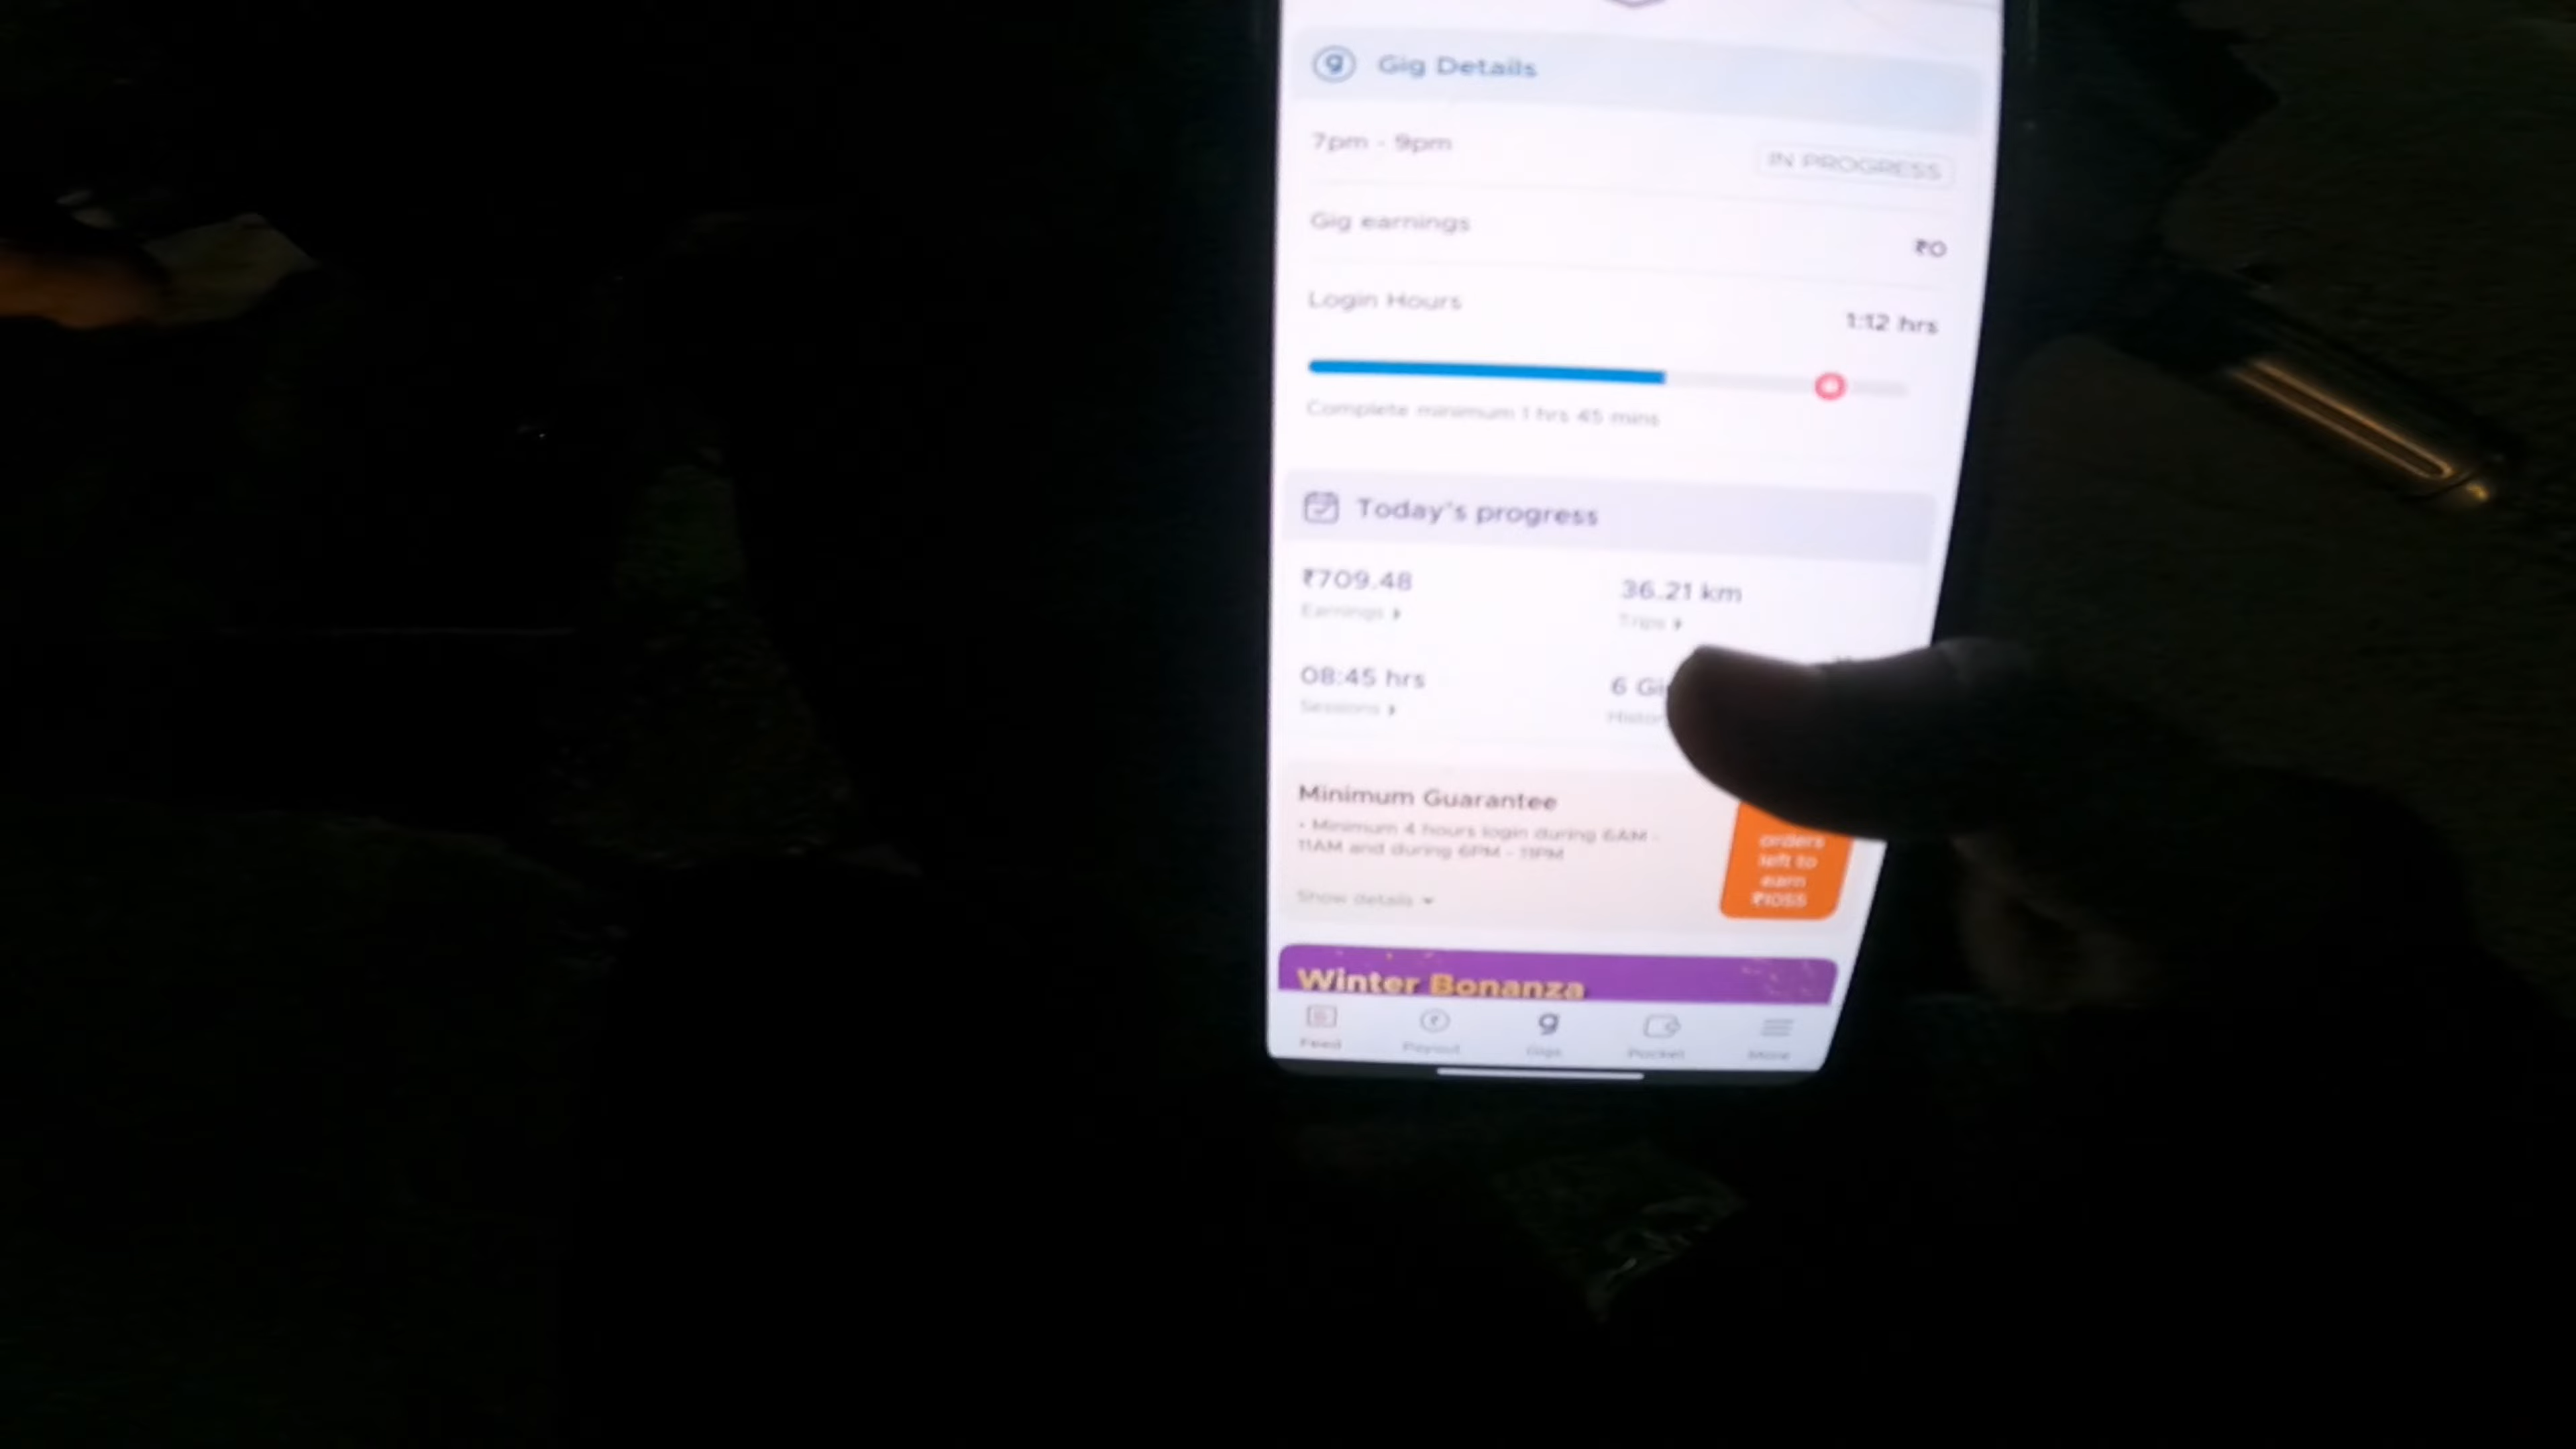 Gig Details
7pm - 9pm
IN PROGRESS
Gig earnings
₹0
Login Hours
1:12 hrs
Complete minimum 1 hrs 45 mins
Today's progress
₹709.48
36.21 km
Earnings
Trips
08:45 hrs
6
Sessions
Minimum Guarantee
• Minimum 4 hours login during 6AM -
11AM and during 6PM - 11PM
Show details
orders
left to
earn
₹1055
Winter Bonanza
Feed
Payout
Gigs
Pocket
More